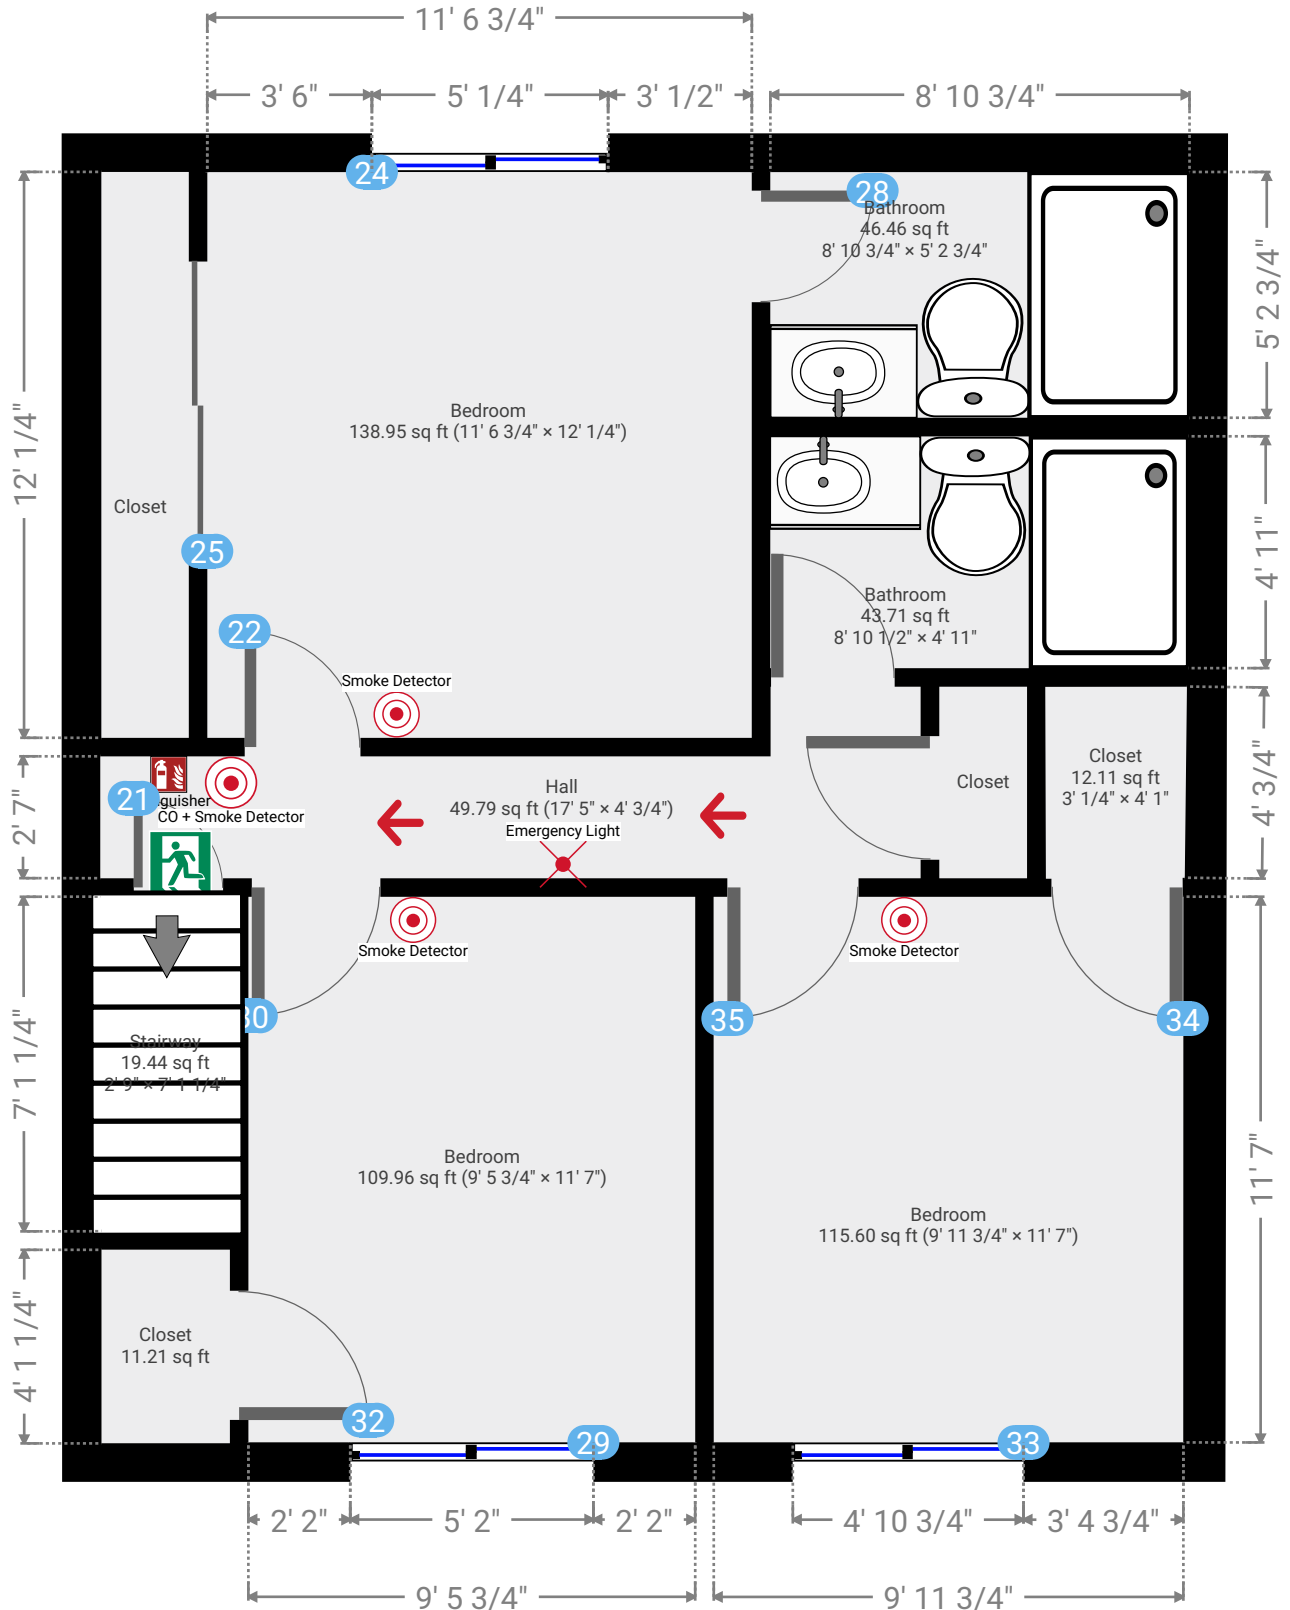 11' 6 3/4"
3' 6"
5' 1/4"
3' 1/2"
8' 10 3/4"
24
28
Bathroom
46.46 sq ft
8' 10 3/4" × 5' 2 3/4"
5' 2 3/4"
12' 1/4"
Bedroom
138.95 sq ft (11' 6 3/4" × 12' 1/4")
Closet
25
4' 11"
Bathroom
43.71 sq ft
8' 10 1/2" × 4' 11"
22
Smoke Detector
Closet
12.11 sq ft
3' 1/4" × 4' 1"
Closet
4' 3/4"
Hall
49.79 sq ft (17' 5" × 4' 3/4")
Emergency Light
2' 7"
21
guisher
CO + Smoke Detector
Smoke Detector
Smoke Detector
30
35
34
7' 1 1/4"
Stairway
19.44 sq ft
2' 9" × 7' 1 1/4"
Bedroom
109.96 sq ft (9' 5 3/4" × 11' 7")
Bedroom
115.60 sq ft (9' 11 3/4" × 11' 7")
11' 7"
4' 1 1/4"
Closet
11.21 sq ft
32
29
33
2' 2"
5' 2"
2' 2"
4' 10 3/4"
3' 4 3/4"
9' 5 3/4"
9' 11 3/4"